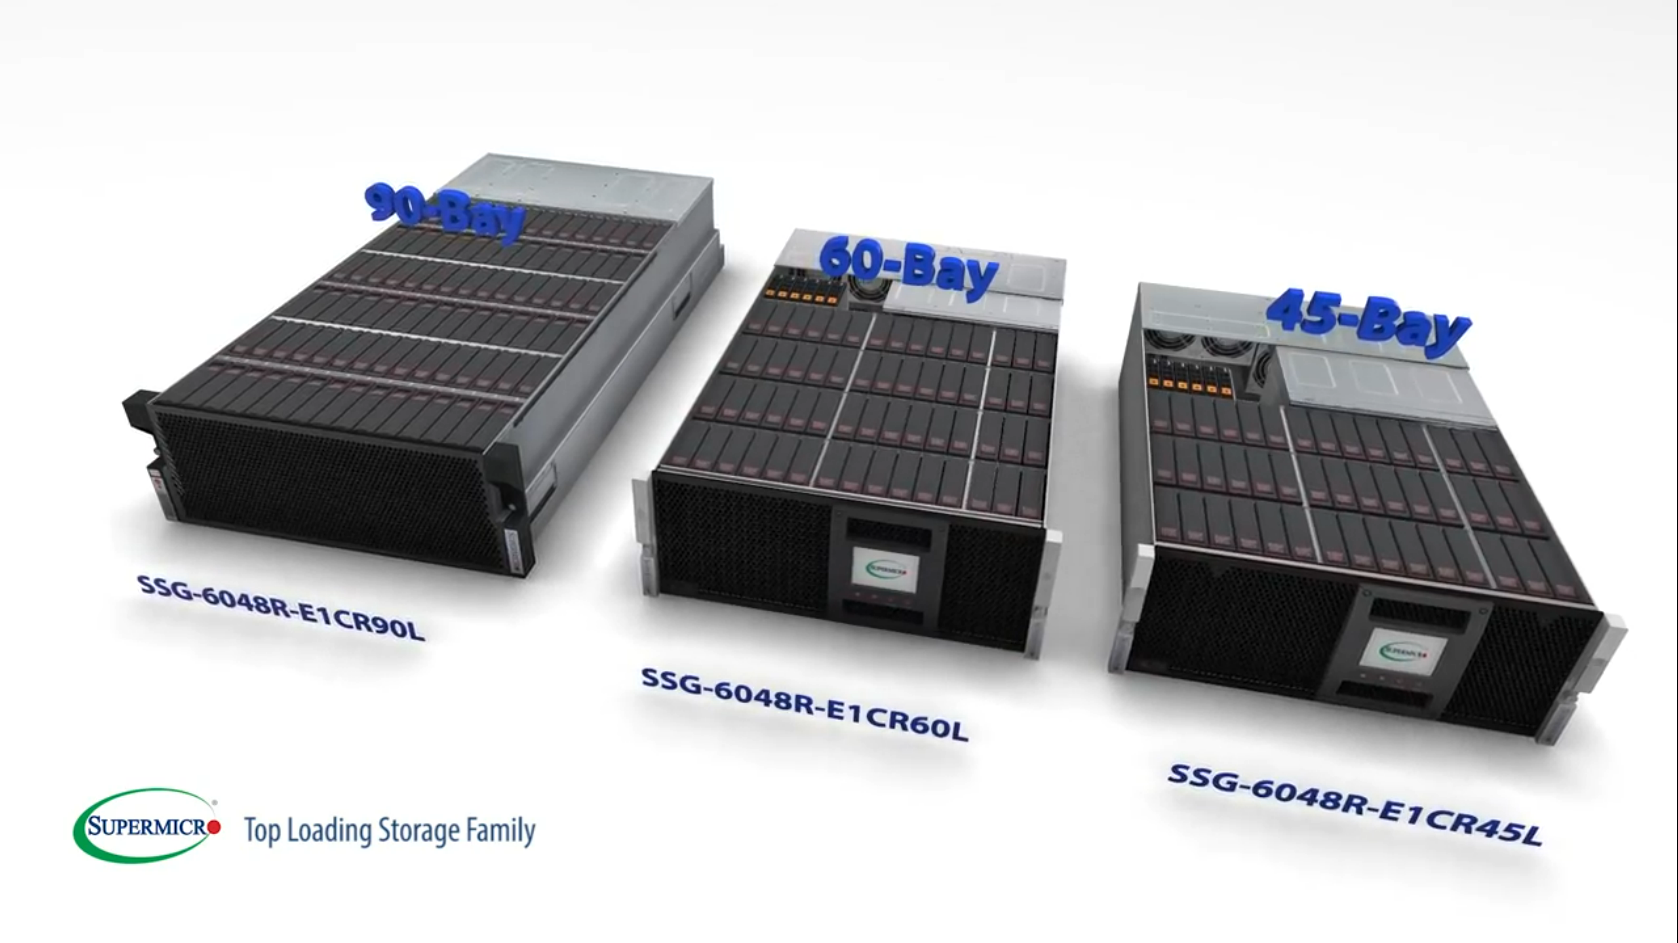 90-Bay
60-Bay
45-Bay
SSG-6048R-E1CR90L
SSG-6048R-E1CR60L
SSG-6048R-E1CR45L
SUPERMICRO Top Loading Storage Family